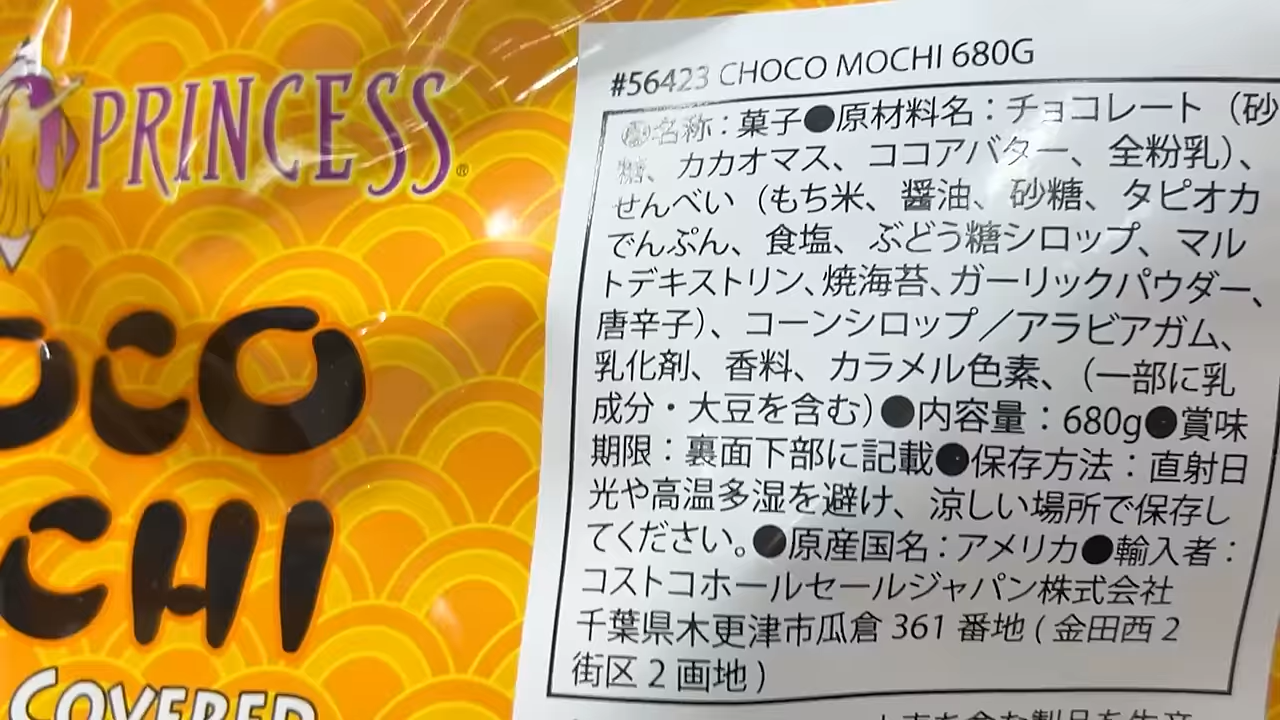 PRINCESS®
OCO
CHI
COVERED
#56423 CHOCO MOCHI 680G
●名称：菓子●原材料名：チョコレート（砂
糖、カカオマス、ココアバター、全粉乳）、
せんべい（もち米、醤油、砂糖、タピオカ
でんぷん、食塩、ぶどう糖シロップ、マル
トデキストリン、焼海苔、ガーリックパウダー、
唐辛子）、コーンシロップ／アラビアガム、
乳化剤、香料、カラメル色素、（一部に乳
成分・大豆を含む）●内容量：680g●賞味
期限：裏面下部に記載●保存方法：直射日
光や高温多湿を避け、涼しい場所で保存し
てください。●原産国名：アメリカ●輸入者：
コストコホールセールジャパン株式会社
千葉県木更津市瓜倉 361 番地 ( 金田西 2
街区 2 画地 )